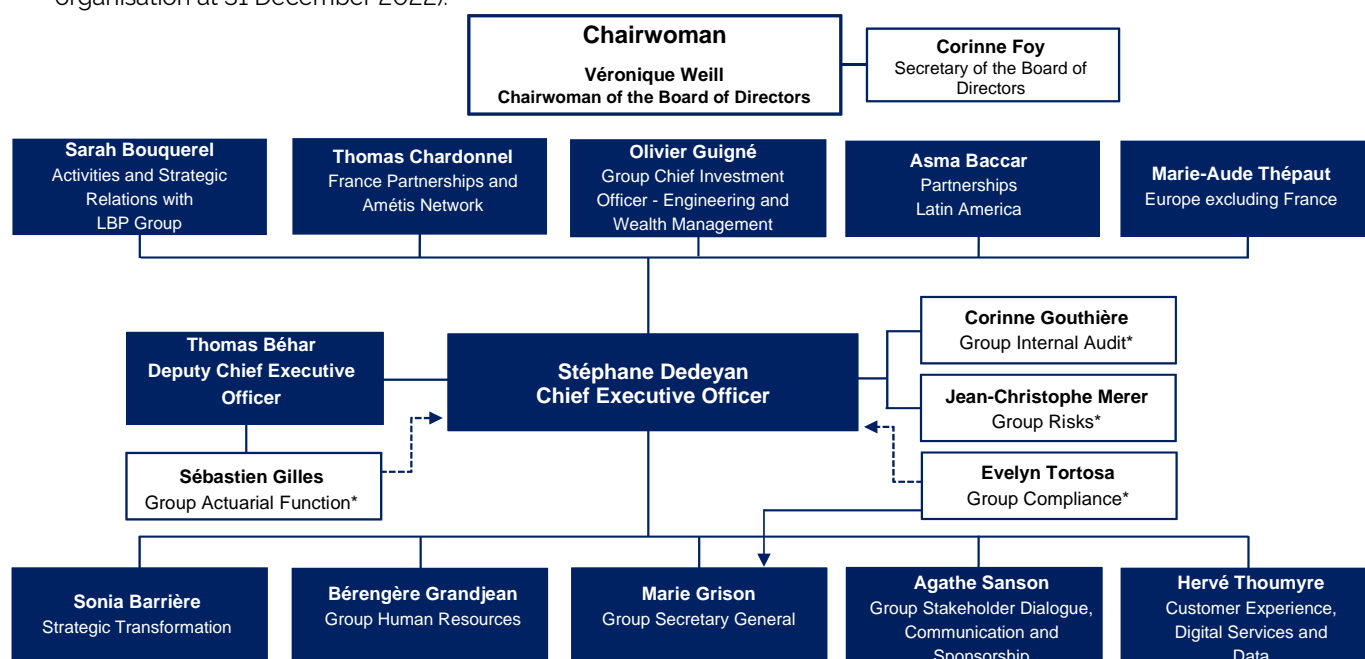 organisation at 31 December 2022).
Chairwoman
Véronique Weill
Chairwoman of the Board of Directors
Corinne Foy
Secretary of the Board of
Directors
Sarah Bouquerel
Activities and Strategic
Relations with
LBP Group
Thomas Chardonnel
France Partnerships and
Amétis Network
Olivier Guigné
Group Chief Investment
Officer - Engineering and
Wealth Management
Asma Baccar
Partnerships
Latin America
Marie-Aude Thépaut
Europe excluding France
Thomas Béhar
Deputy Chief Executive
Officer
Stéphane Dedeyan
Chief Executive Officer
Corinne Gouthière
Group Internal Audit*
Jean-Christophe Merer
Group Risks*
Sébastien Gilles
Group Actuarial Function*
Evelyn Tortosa
Group Compliance*
Sonia Barrière
Strategic Transformation
Bérengère Grandjean
Group Human Resources
Marie Grison
Group Secretary General
Agathe Sanson
Group Stakeholder Dialogue,
Communication and
Sponsorship
Hervé Thoumyre
Customer Experience,
Digital Services and
Data